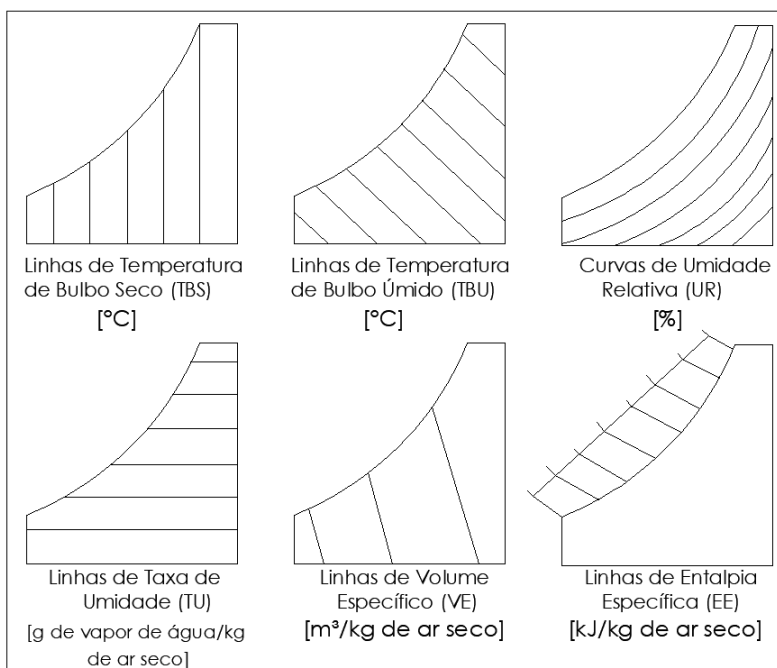 Linhas de Temperatura
de Bulbo Seco (TBS)
[°C]
Linhas de Temperatura
de Bulbo Úmido (TBU)
[°C]
Curvas de Umidade
Relativa (UR)
[%]
Linhas de Taxa de
Umidade (TU)
[g de vapor de água/kg
de ar seco]
Linhas de Volume
Específico (VE)
[m³/kg de ar seco]
Linhas de Entalpia
Específica (EE)
[kJ/kg de ar seco]